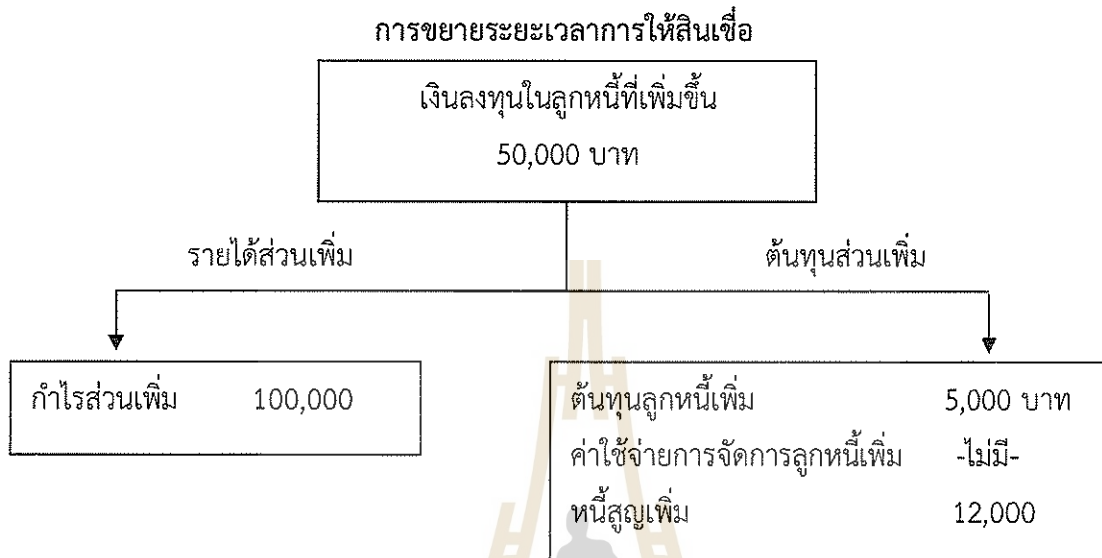 การขยายระยะเวลาการให้สินเชื่อ
เงินลงทุนในลูกหนี้ที่เพิ่มขึ้น
50,000 บาท
รายได้ส่วนเพิ่ม ต้นทุนส่วนเพิ่ม
กำไรส่วนเพิ่ม 100,000
ต้นทุนลูกหนี้เพิ่ม 5,000 บาท
ค่าใช้จ่ายการจัดการลูกหนี้เพิ่ม -ไม่มี-
หนี้สูญเพิ่ม 12,000